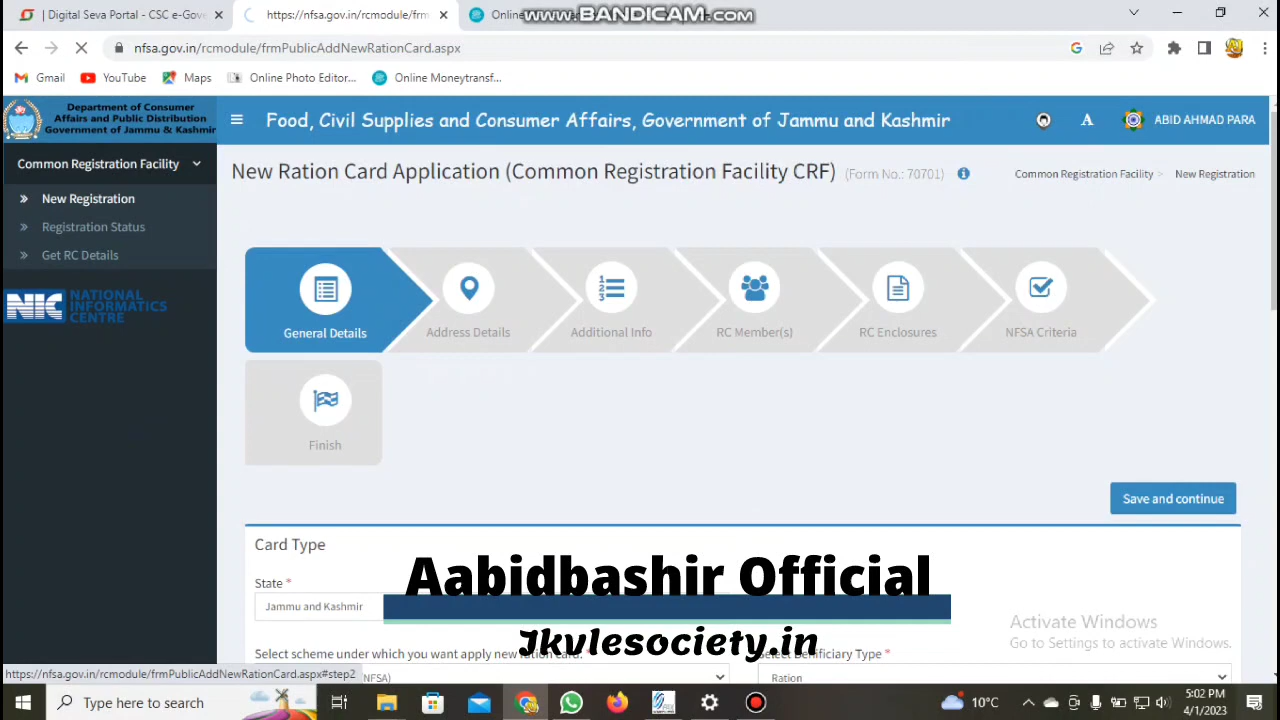 | Digital Seva Portal - CSC e-Gove
https://nfsa.gov.in/rcmodule/frm
Onlin
www.BANDICAM.com
nfsa.gov.in/rcmodule/frmPublicAddNewRationCard.aspx
Gmail
YouTube
Maps
Online Photo Editor...
Online Moneytransf...
Department of Consumer
Affairs and Public Distribution
Government of Jammu & Kashmir
Food, Civil Supplies and Consumer Affairs, Government of Jammu and Kashmir
A
ABID AHMAD PARA
Common Registration Facility
New Registration
Registration Status
Get RC Details
NIC NATIONAL
INFORMATICS
CENTRE
New Ration Card Application (Common Registration Facility CRF) (Form No.: 70701)
Common Registration Facility > New Registration
General Details
Address Details
Additional Info
RC Member(s)
RC Enclosures
NFSA Criteria
Finish
Save and continue
Card Type
State *
Jammu and Kashmir
Aabidbashir Official
Jkvlesociety.in
Select scheme under which you want apply new ration card. *
Select Benificiary Type *
NFSA)
Ration
Activate Windows
Go to Settings to activate Windows.
https://nfsa.gov.in/rcmodule/frmPublicAddNewRationCard.aspx#step2
Type here to search
10°C
5:02 PM
4/1/2023